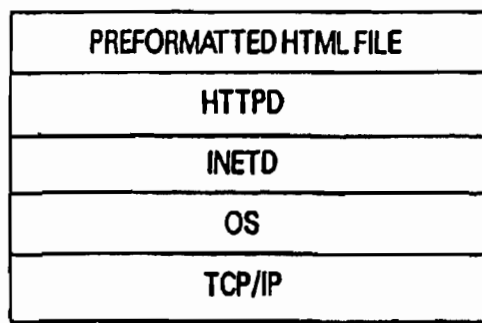 PREFORMATTED HTML FILE
HTTPD
INETD
OS
TCP/IP